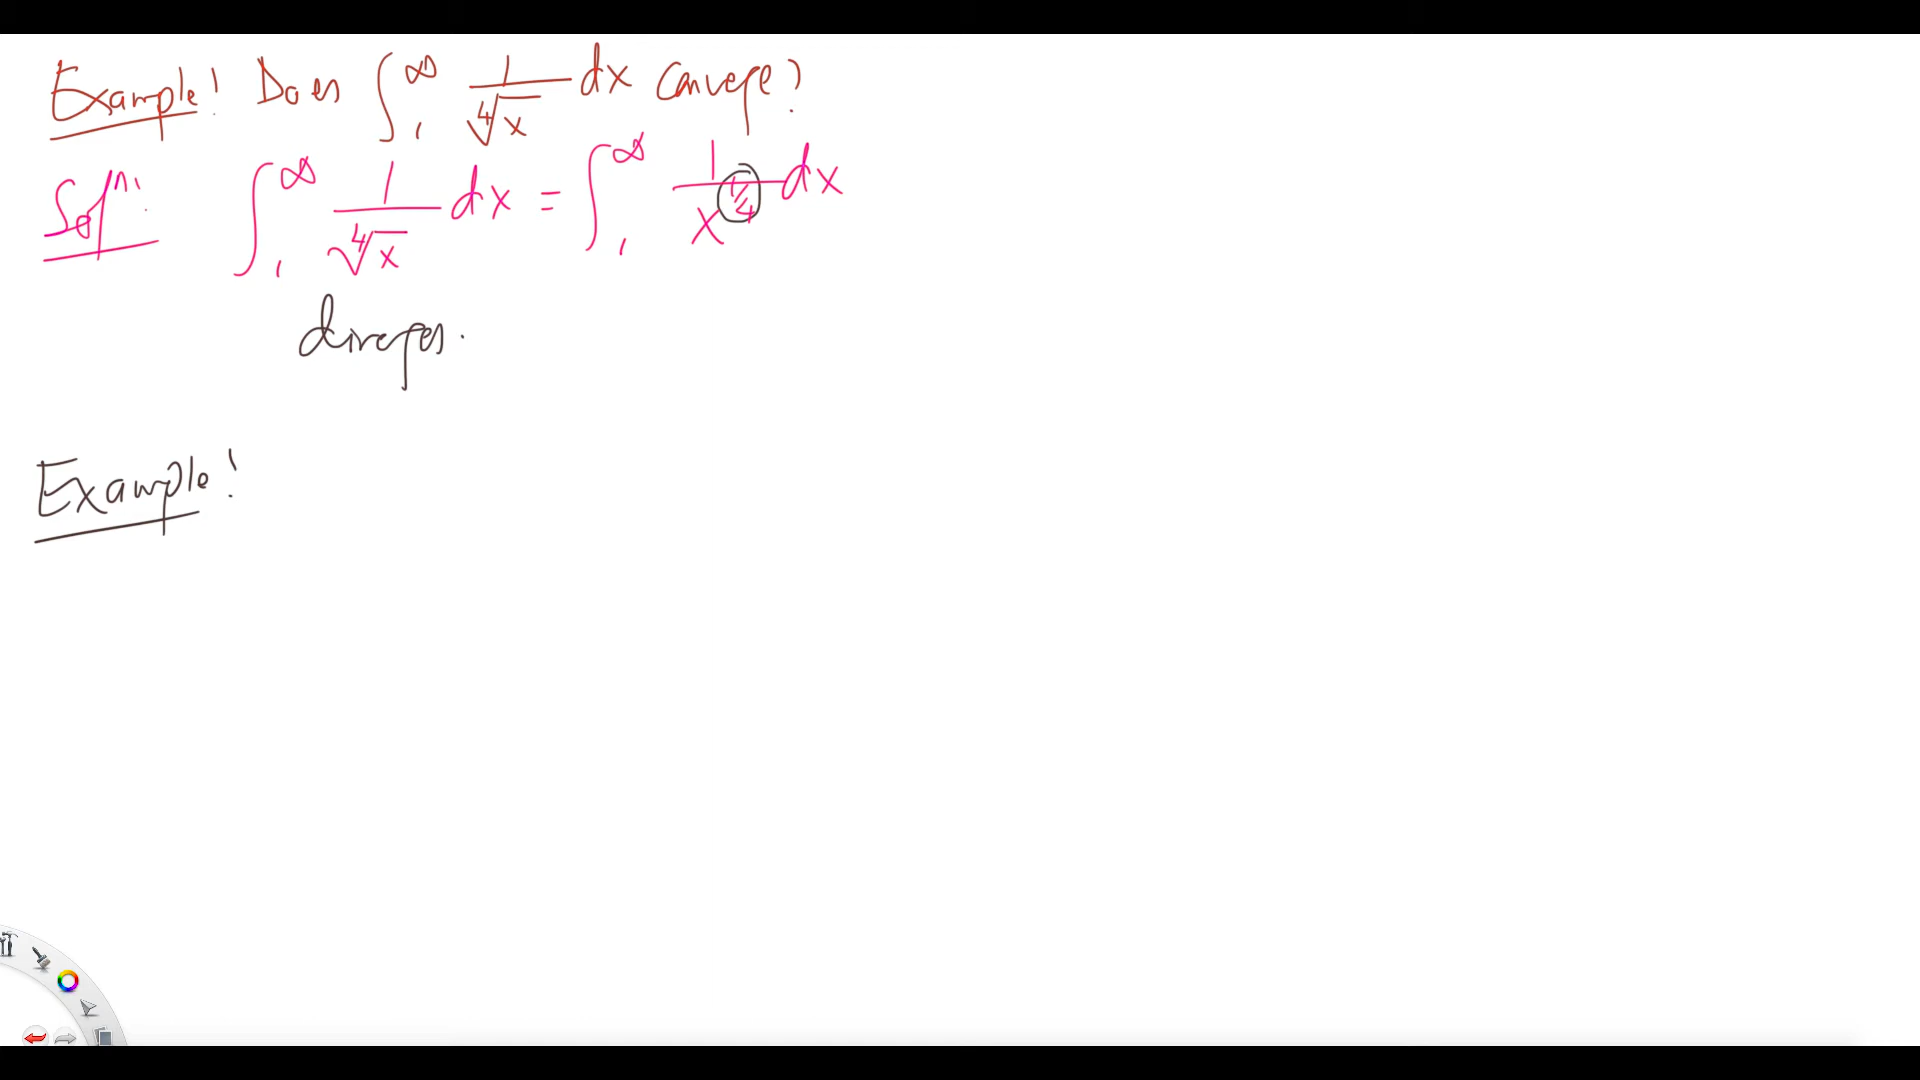 Example: Does ∫₁^∞ 1/∜x dx converge?
Sol'n: ∫₁^∞ 1/∜x dx = ∫₁^∞ 1/x^(1/4) dx
diverges.
Example: